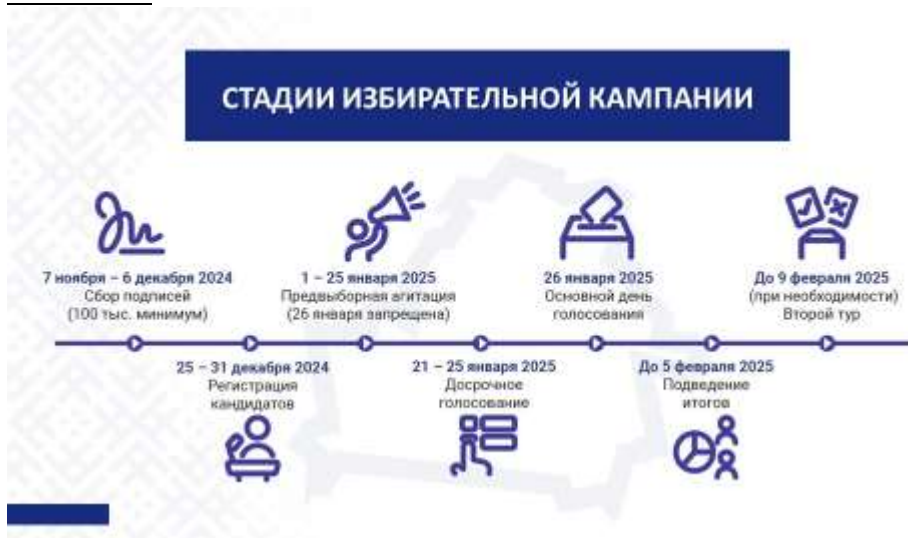 СТАДИИ ИЗБИРАТЕЛЬНОЙ КАМПАНИИ
7 ноября – 6 декабря 2024
Сбор подписей
(100 тыс. минимум)
1 – 25 января 2025
Предвыборная агитация
(26 января запрещена)
26 января 2025
Основной день
голосования
До 9 февраля 2025
(при необходимости)
Второй тур
25 – 31 декабря 2024
Регистрация
кандидатов
21 – 25 января 2025
Досрочное
голосование
До 5 февраля 2025
Подведение
итогов